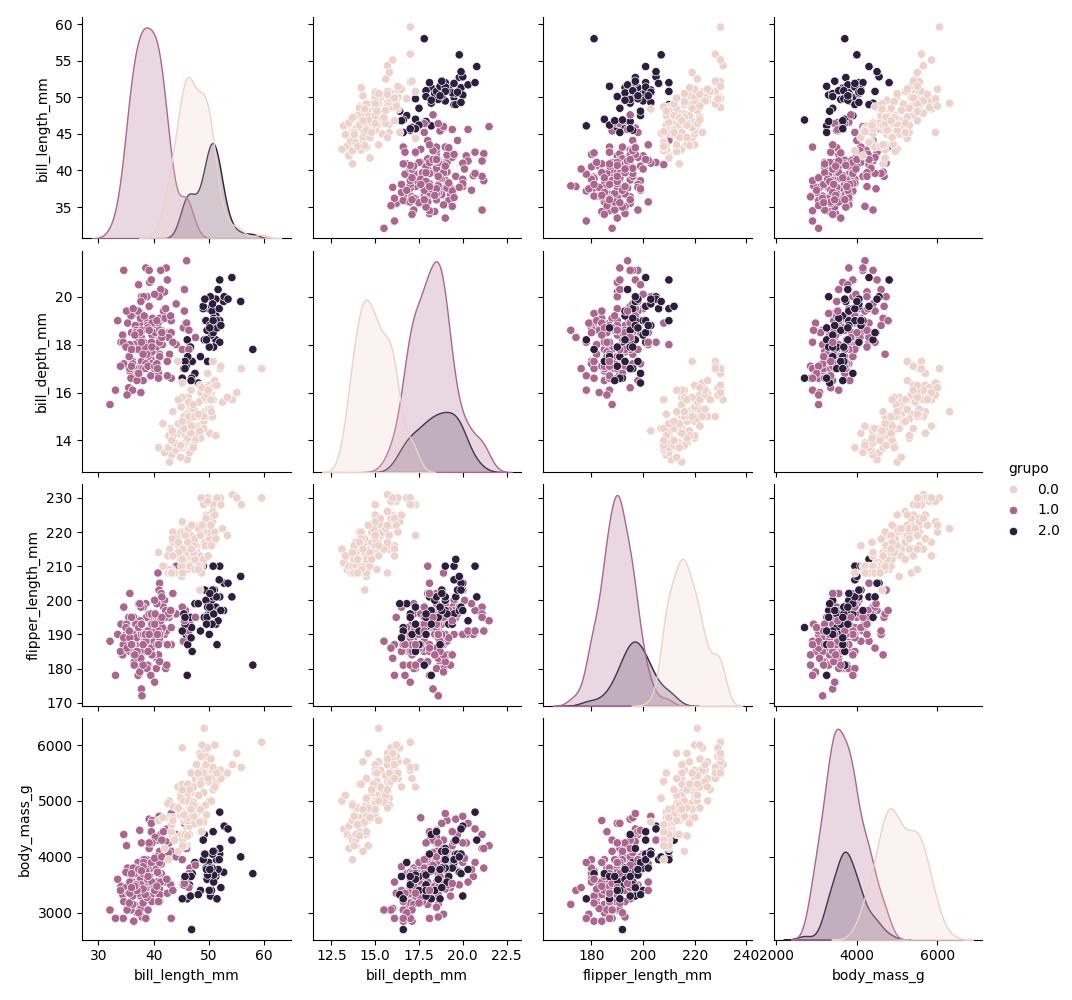 60
55
50
45
40
35
bill_length_mm
20
18
16
14
bill_depth_mm
grupo
0.0
1.0
2.0
230
220
210
200
190
180
170
flipper_length_mm
6000
5000
4000
3000
body_mass_g
30 40 50 60
12.5 15.0 17.5 20.0 22.5
180 200 220 240
2000 4000 6000
bill_length_mm
bill_depth_mm
flipper_length_mm
body_mass_g